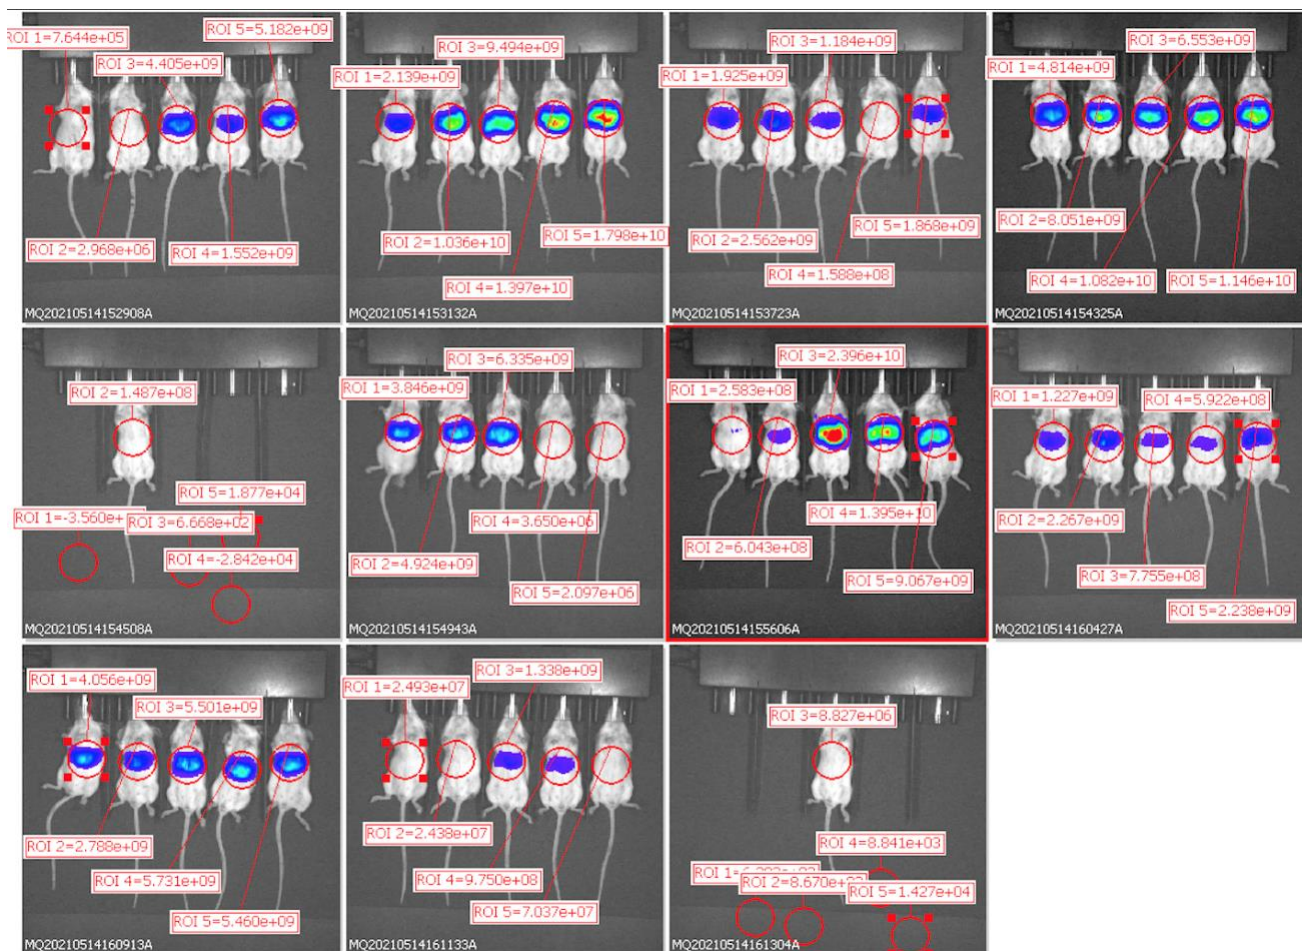 ROI 1=7.644e+05
ROI 5=5.182e+09
ROI 3=4.405e+09
ROI 2=2.968e+06
ROI 4=1.552e+09
MQ20210514152908A
ROI 3=9.494e+09
ROI 1=2.139e+09
ROI 2=1.036e+10
ROI 5=1.798e+10
ROI 4=1.397e+10
MQ20210514153132A
ROI 3=1.184e+09
ROI 1=1.925e+09
ROI 5=1.868e+09
ROI 2=2.562e+09
ROI 4=1.588e+08
MQ20210514153723A
ROI 3=6.553e+09
ROI 1=4.814e+09
ROI 2=8.051e+09
ROI 4=1.082e+10
ROI 5=1.146e+10
MQ20210514154325A
ROI 2=1.487e+08
ROI 5=1.877e+04
ROI 1=-3.560e+
ROI 3=6.668e+02
ROI 4=-2.842e+04
MQ20210514154508A
ROI 3=6.335e+09
ROI 1=3.846e+09
ROI 4=3.650e+06
ROI 2=4.924e+09
ROI 5=2.097e+06
MQ20210514154943A
ROI 3=2.396e+10
ROI 1=2.583e+08
ROI 4=1.395e+10
ROI 2=6.043e+08
ROI 5=9.067e+09
MQ20210514155606A
ROI 1=1.227e+09
ROI 4=5.922e+08
ROI 2=2.267e+09
ROI 3=7.755e+08
ROI 5=2.238e+09
MQ20210514160427A
ROI 1=4.056e+09
ROI 3=5.501e+09
ROI 2=2.788e+09
ROI 4=5.731e+09
ROI 5=5.460e+09
MQ20210514160913A
ROI 3=1.338e+09
ROI 1=2.493e+07
ROI 2=2.438e+07
ROI 4=9.750e+08
ROI 5=7.037e+07
MQ20210514161133A
ROI 3=8.827e+06
ROI 4=8.841e+03
ROI
ROI
ROI 5=1.427e+04
MQ20210514161304A